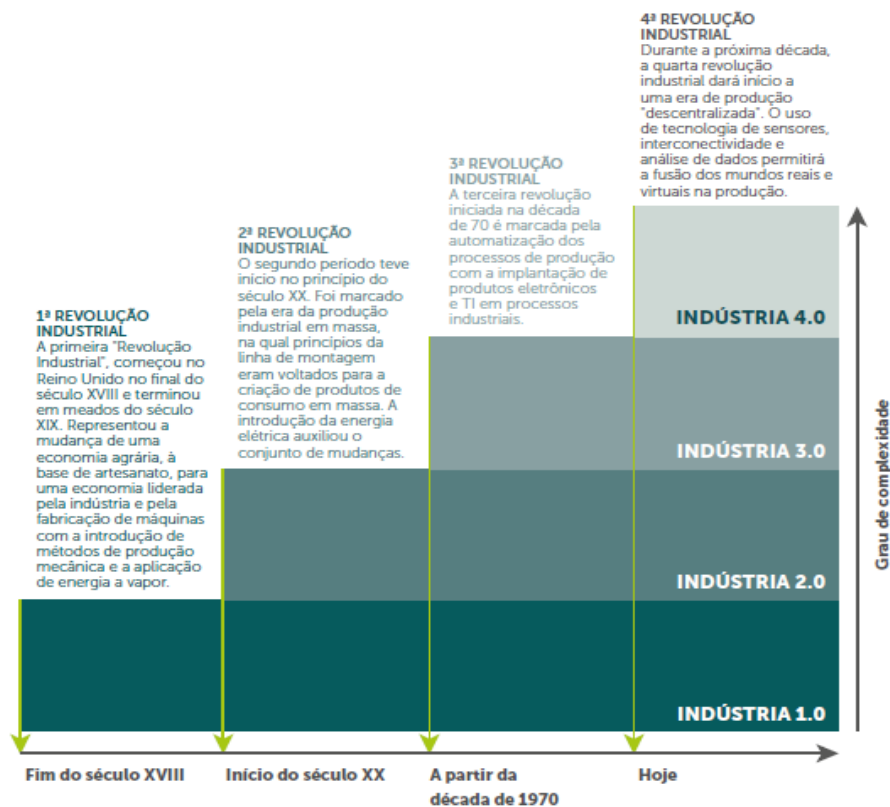 1ª REVOLUÇÃO
INDUSTRIAL
A primeira "Revolução
Industrial", começou no
Reino Unido no final do
século XVIII e terminou
em meados do século
XIX. Representou a
mudança de uma
economia agrária, à
base de artesanato, para
uma economia liderada
pela indústria e pela
fabricação de máquinas
com a introdução de
métodos de produção
mecânica e a aplicação
de energia a vapor.
2ª REVOLUÇÃO
INDUSTRIAL
O segundo período teve
início no princípio do
século XX. Foi marcado
pela era da produção
industrial em massa,
na qual princípios da
linha de montagem
eram voltados para a
criação de produtos de
consumo em massa. A
introdução da energia
elétrica auxiliou o
conjunto de mudanças.
3ª REVOLUÇÃO
INDUSTRIAL
A terceira revolução
iniciada na década
de 70 é marcada pela
automatização dos
processos de produção
com a implantação de
produtos eletrônicos
e TI em processos
industriais.
4ª REVOLUÇÃO
INDUSTRIAL
Durante a próxima década,
a quarta revolução
industrial dará início a
uma era de produção
"descentralizada". O uso
de tecnologia de sensores,
interconectividade e
análise de dados permitirá
a fusão dos mundos reais e
virtuais na produção.
INDÚSTRIA 4.0
INDÚSTRIA 3.0
INDÚSTRIA 2.0
INDÚSTRIA 1.0
Grau de complexidade
Fim do século XVIII
Início do século XX
A partir da
década de 1970
Hoje